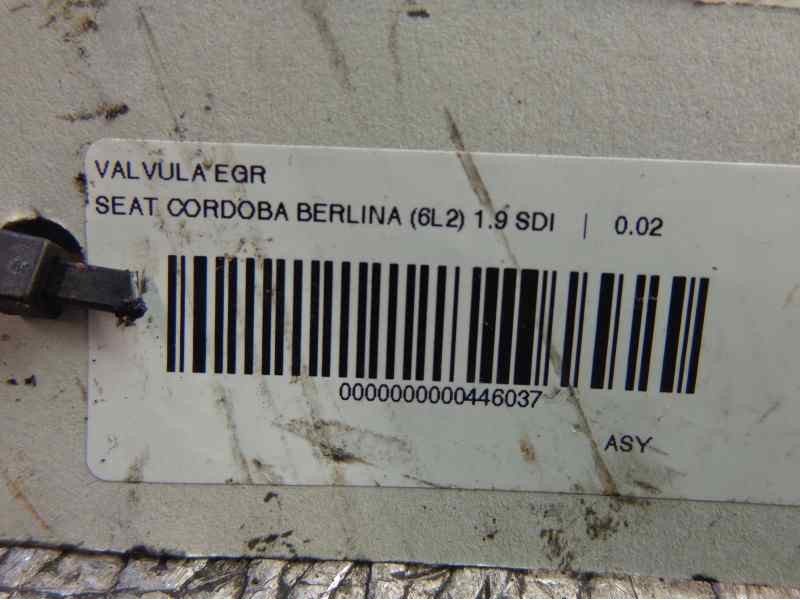 VALVULA EGR
SEAT CORDOBA BERLINA (6L2) 1.9 SDI | 0.02
0000000000446037
ASY